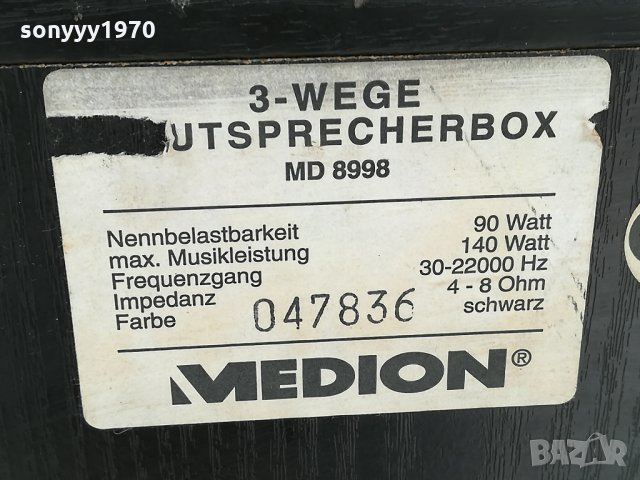 sonyyy1970
3-WEGE
UTSPRECHERBOX
MD 8998
Nennbelastbarkeit 90 Watt
max. Musikleistung 140 Watt
Frequenzgang 30-22000 Hz
Impedanz 4 - 8 Ohm
Farbe schwarz
047836
MEDION®
BAZAR